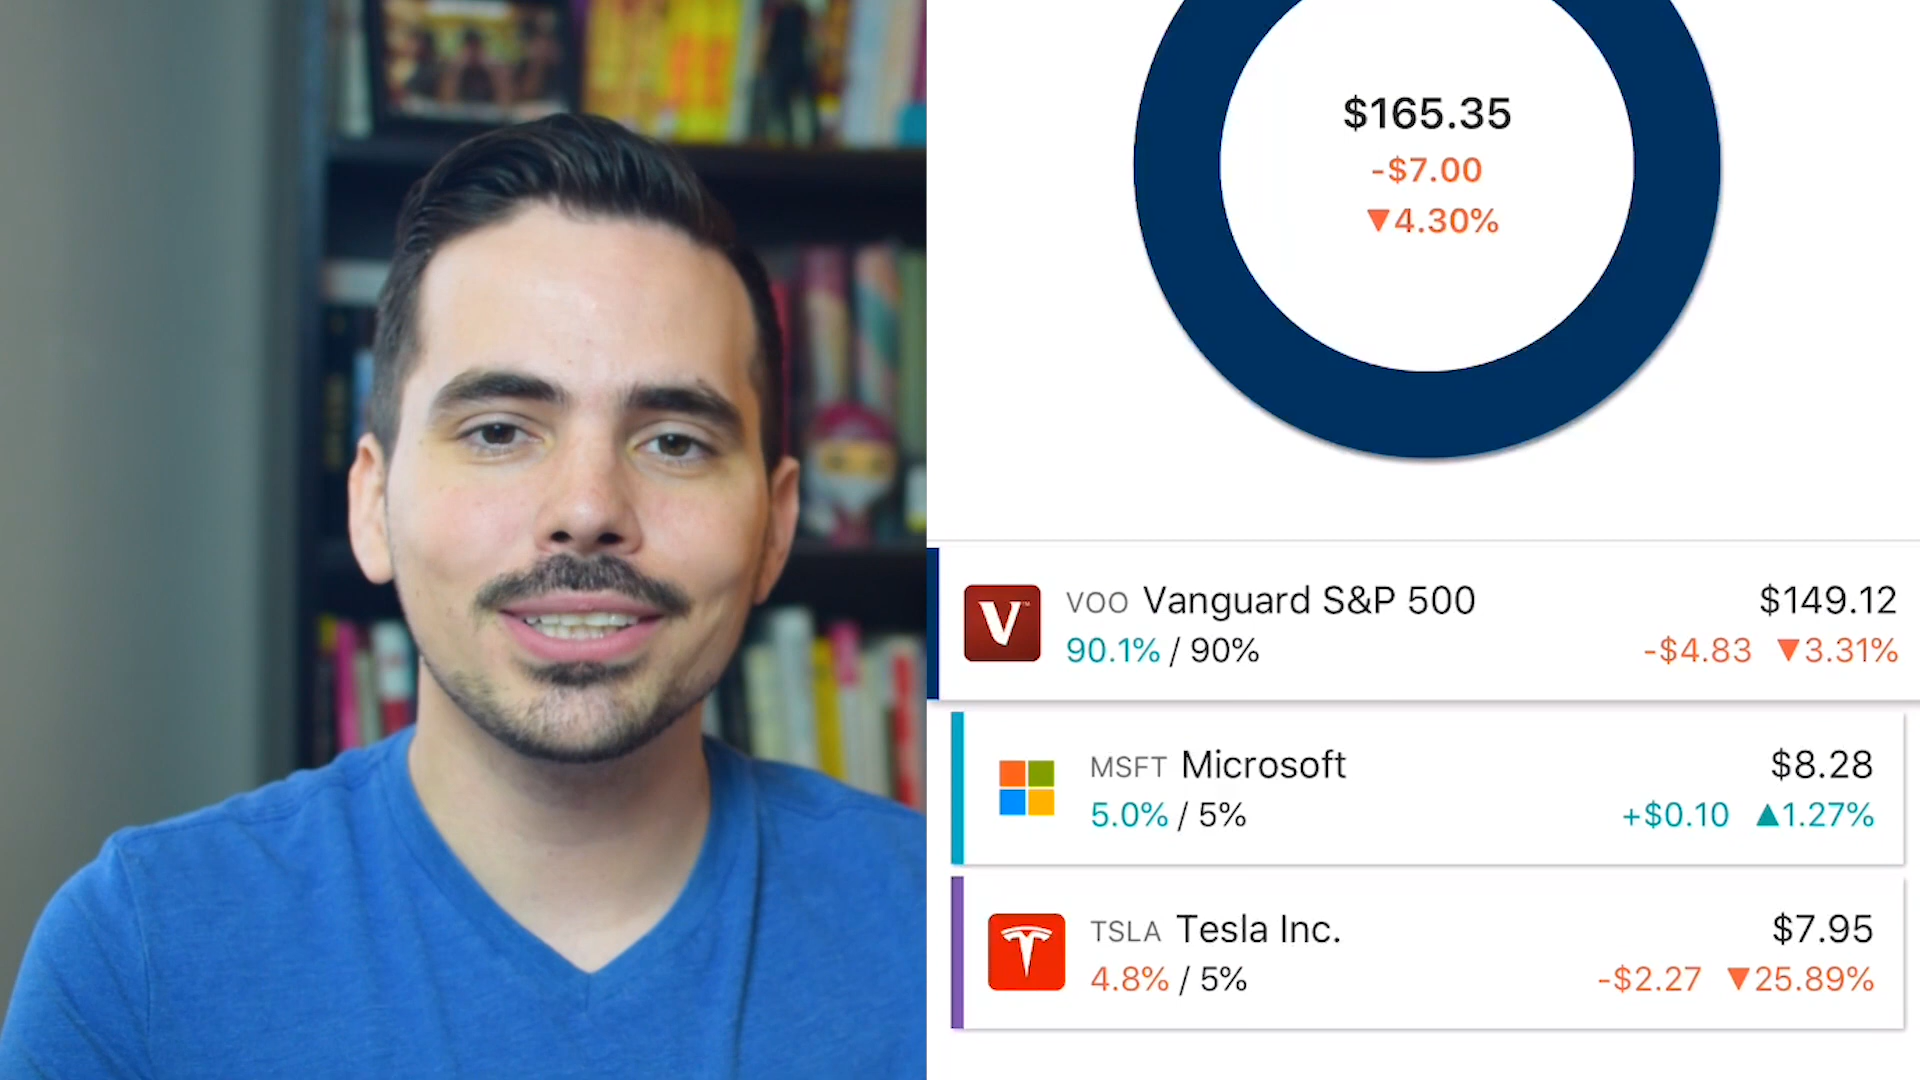 $165.35
-$7.00
▼4.30%
VOO Vanguard S&P 500 $149.12
90.1% / 90% -$4.83 ▼3.31%
MSFT Microsoft $8.28
5.0% / 5% +$0.10 ▲1.27%
TSLA Tesla Inc. $7.95
4.8% / 5% -$2.27 ▼25.89%